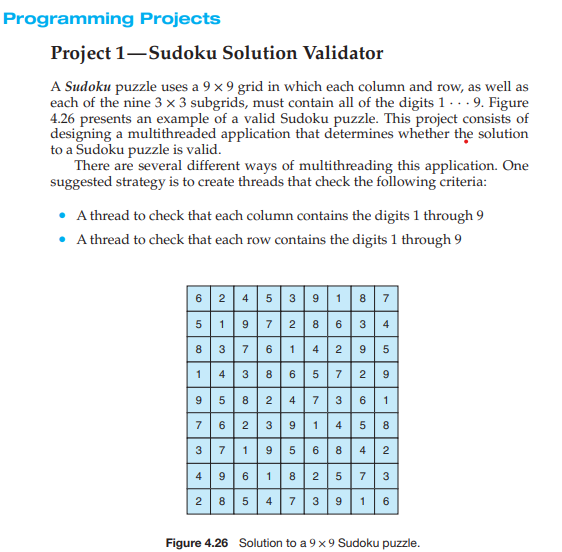 Programming Projects
Project 1—Sudoku Solution Validator
A Sudoku puzzle uses a 9 × 9 grid in which each column and row, as well as
each of the nine 3 × 3 subgrids, must contain all of the digits 1 · · · 9. Figure
4.26 presents an example of a valid Sudoku puzzle. This project consists of
designing a multithreaded application that determines whether the solution
to a Sudoku puzzle is valid.
There are several different ways of multithreading this application. One
suggested strategy is to create threads that check the following criteria:
• A thread to check that each column contains the digits 1 through 9
• A thread to check that each row contains the digits 1 through 9
6 2 4 5 3 9 1 8 7
5 1 9 7 2 8 6 3 4
8 3 7 6 1 4 2 9 5
1 4 3 8 6 5 7 2 9
9 5 8 2 4 7 3 6 1
7 6 2 3 9 1 4 5 8
3 7 1 9 5 6 8 4 2
4 9 6 1 8 2 5 7 3
2 8 5 4 7 3 9 1 6
Figure 4.26 Solution to a 9 × 9 Sudoku puzzle.